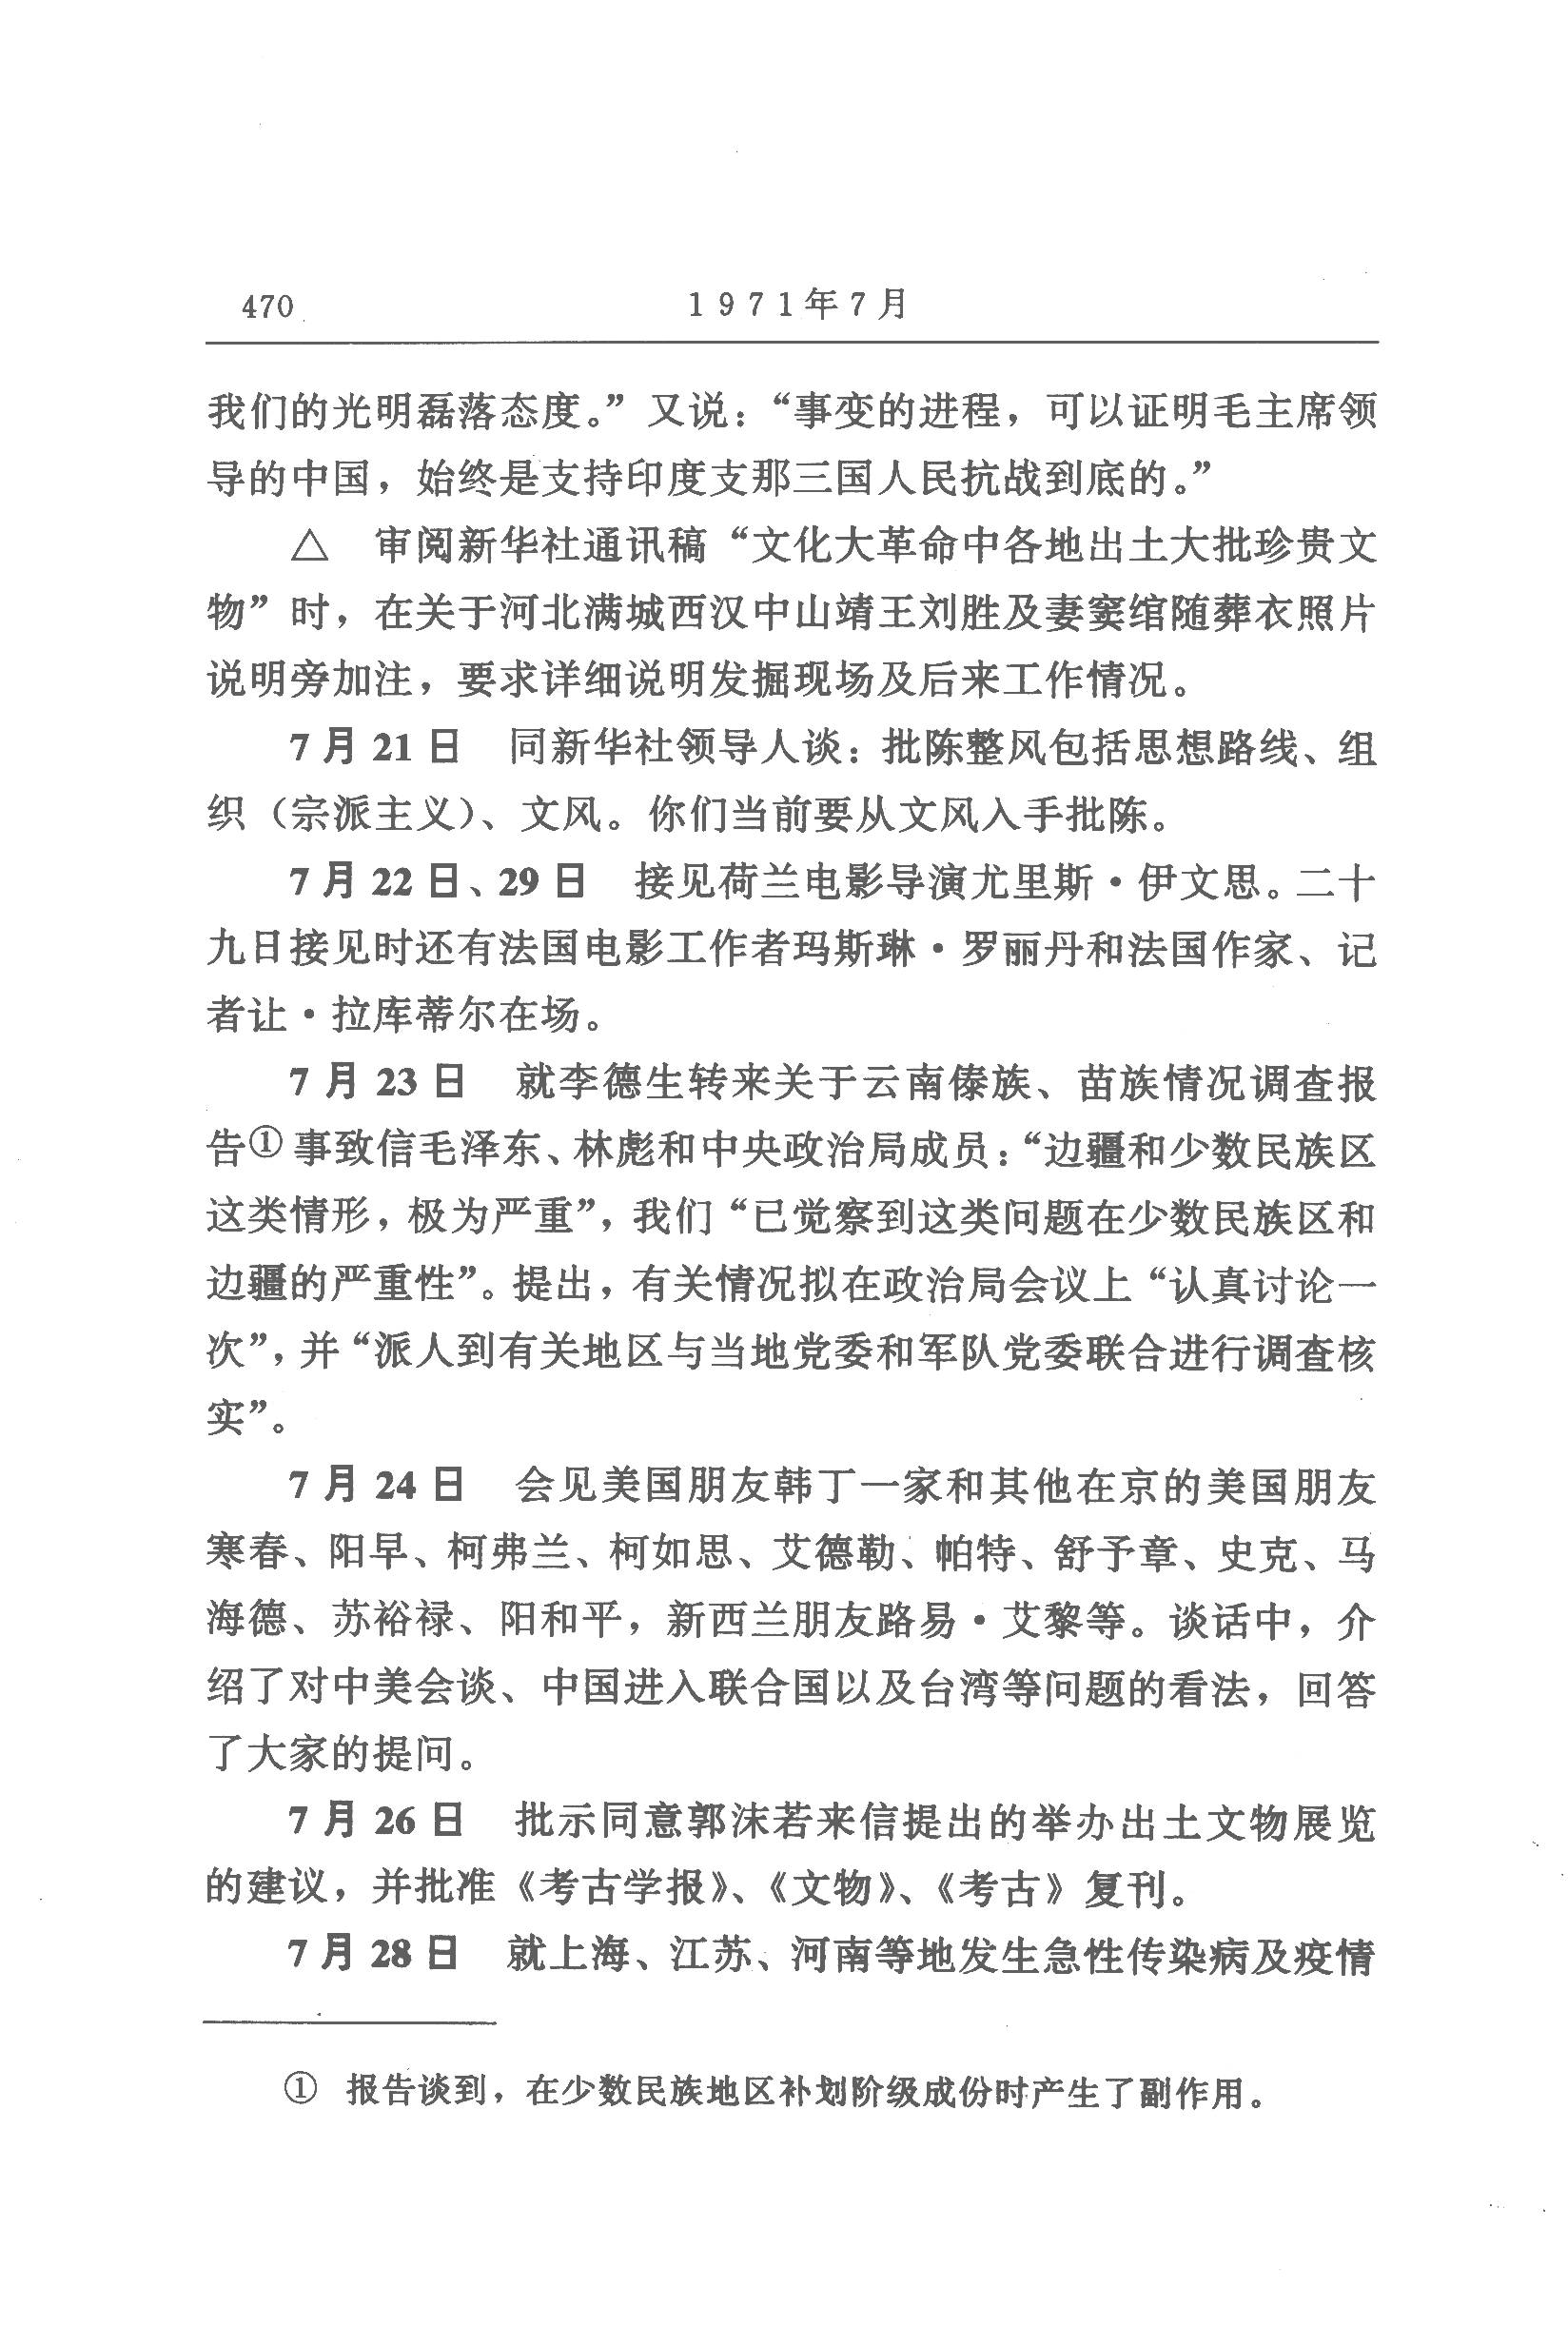 470 1971年7月
我们的光明磊落态度。”又说：“事变的进程，可以证明毛主席领
导的中国，始终是支持印度支那三国人民抗战到底的。”
△ 审阅新华社通讯稿“文化大革命中各地出土大批珍贵文
物”时，在关于河北满城西汉中山靖王刘胜及妻窦绾随葬衣照片
说明旁加注，要求详细说明发掘现场及后来工作情况。
7月21日 同新华社领导人谈：批陈整风包括思想路线、组
织（宗派主义）、文风。你们当前要从文风入手批陈。
7月22日、29日 接见荷兰电影导演尤里斯·伊文思。二十
九日接见时还有法国电影工作者玛斯琳·罗丽丹和法国作家、记
者让·拉库蒂尔在场。
7月23日 就李德生转来关于云南傣族、苗族情况调查报
告①事致信毛泽东、林彪和中央政治局成员：“边疆和少数民族区
这类情形，极为严重”，我们“已觉察到这类问题在少数民族区和
边疆的严重性”。提出，有关情况拟在政治局会议上“认真讨论一
次”，并“派人到有关地区与当地党委和军队党委联合进行调查核
实”。
7月24日 会见美国朋友韩丁一家和其他在京的美国朋友
寒春、阳早、柯弗兰、柯如思、艾德勒、帕特、舒予章、史克、马
海德、苏裕禄、阳和平，新西兰朋友路易·艾黎等。谈话中，介
绍了对中美会谈、中国进入联合国以及台湾等问题的看法，回答
了大家的提问。
7月26日 批示同意郭沫若来信提出的举办出土文物展览
的建议，并批准《考古学报》、《文物》、《考古》复刊。
7月28日 就上海、江苏、河南等地发生急性传染病及疫情
① 报告谈到，在少数民族地区补划阶级成份时产生了副作用。